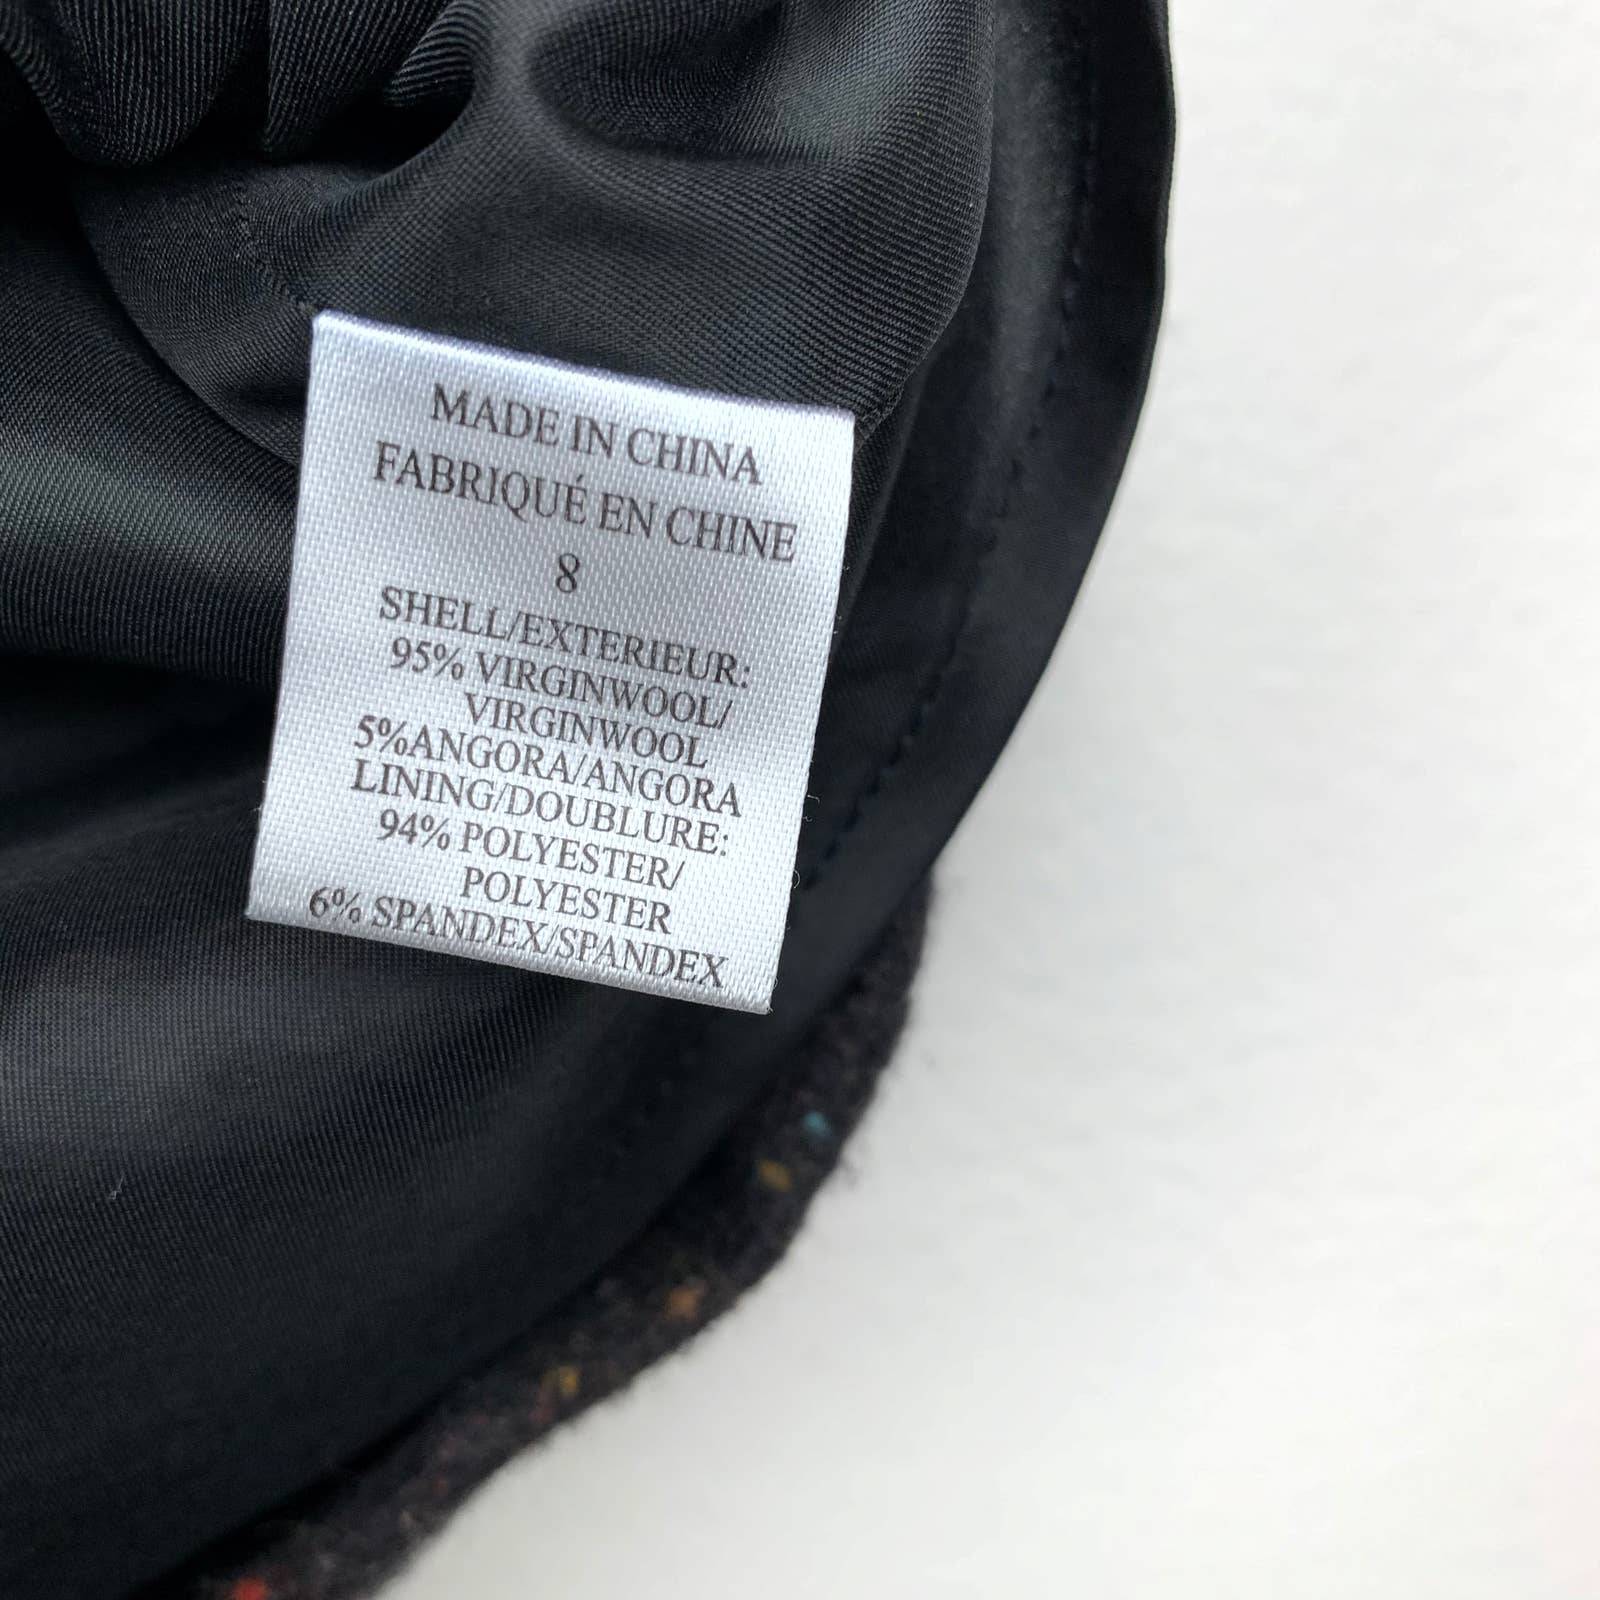 MADE IN CHINA
FABRIQUÉ EN CHINE
8
SHELL/EXTERIEUR:
95% VIRGINWOOL/
VIRGINWOOL
5%ANGORA/ANGORA
LINING/DOUBLURE:
94% POLYESTER/
POLYESTER
6% SPANDEX/SPANDEX